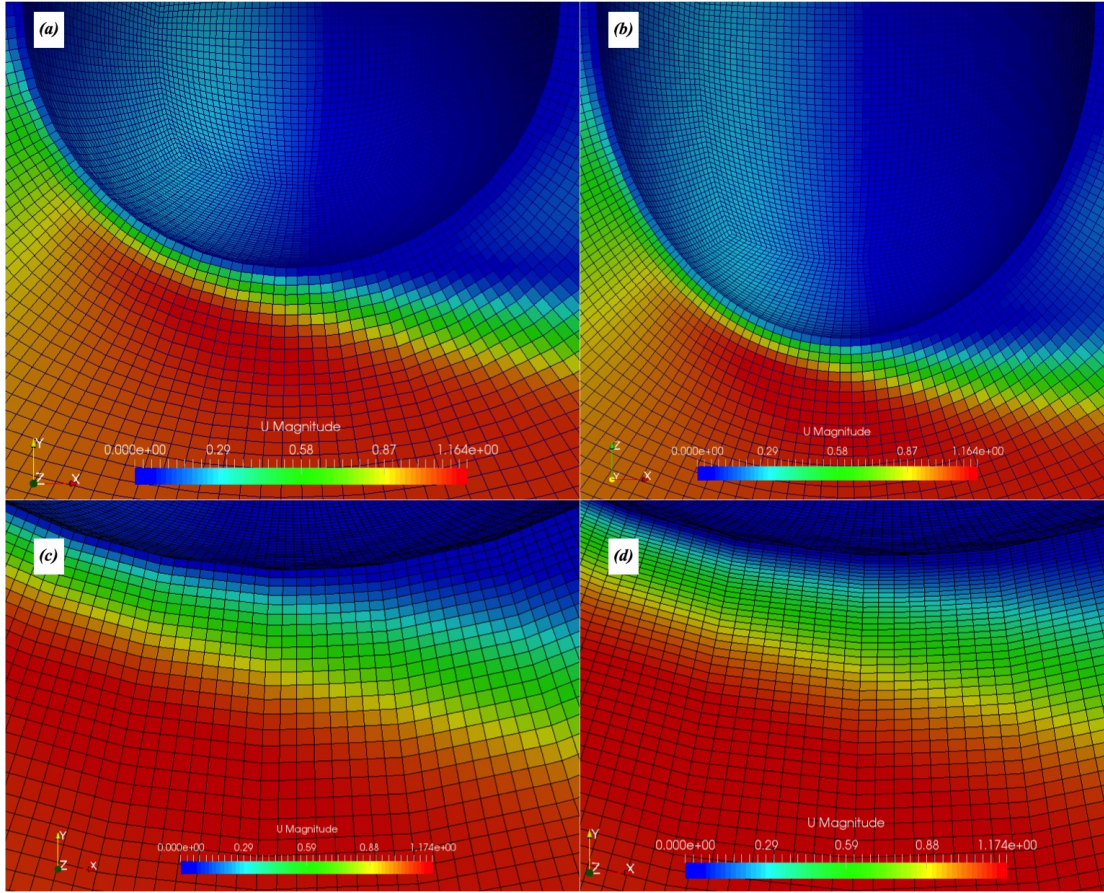 (a)
U Magnitude
0.000e+00 0.29 0.58 0.87 1.164e+00
Y
Z X
(b)
U Magnitude
0.000e+00 0.29 0.58 0.87 1.164e+00
Z
Y X
(c)
U Magnitude
0.000e+00 0.29 0.59 0.88 1.174e+00
Y
Z X
(d)
U Magnitude
0.000e+00 0.29 0.59 0.88 1.174e+00
Y
Z X